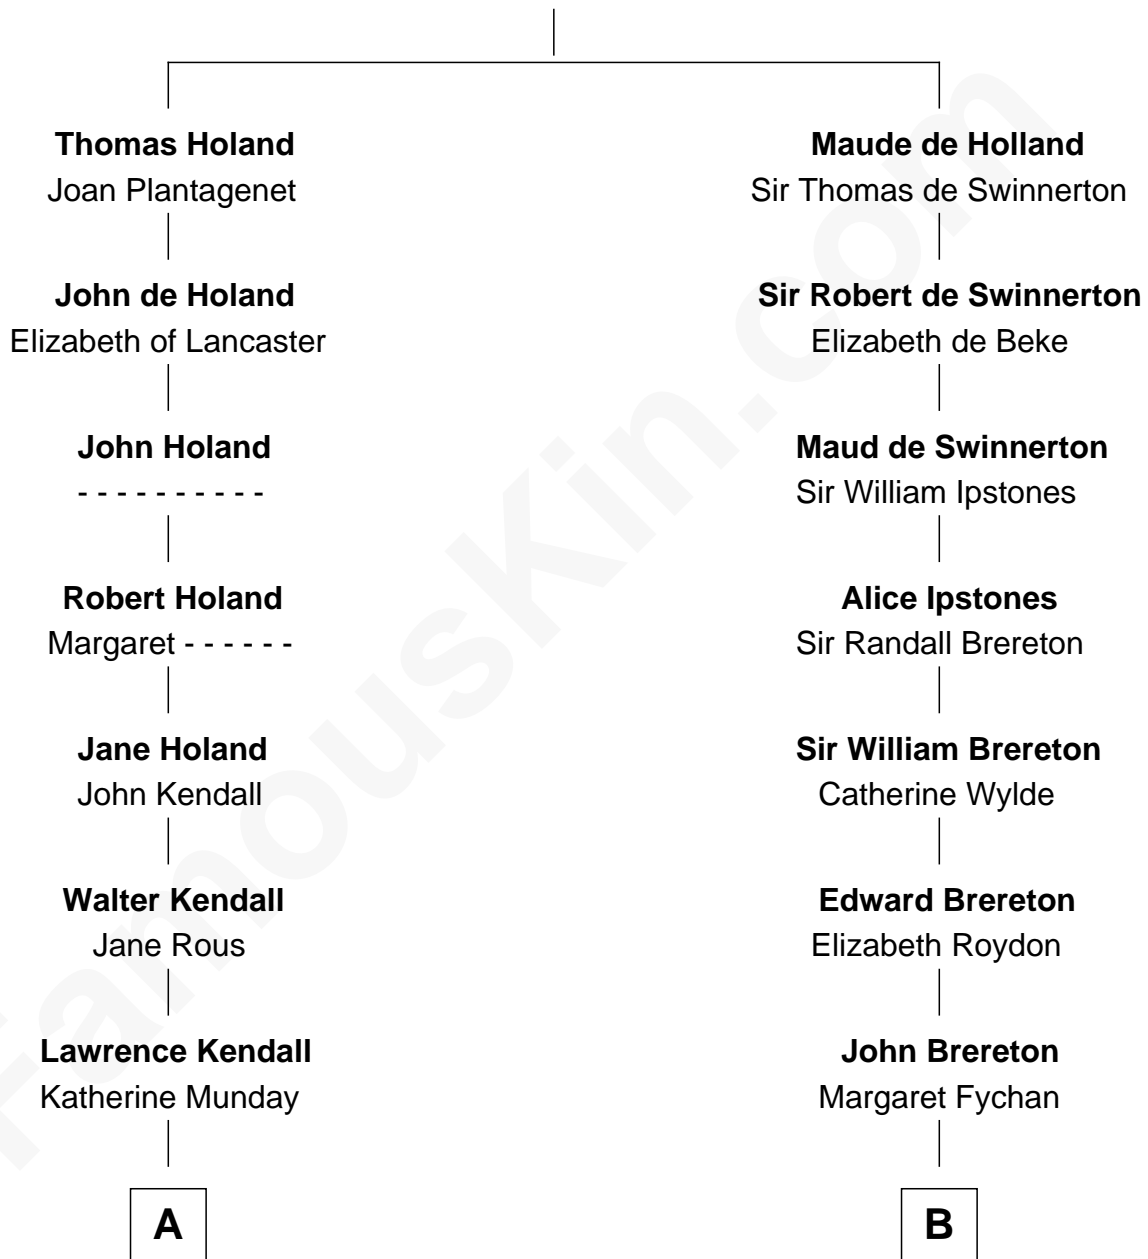 Thomas Holand
Joan Plantagenet
John de Holand
Elizabeth of Lancaster
John Holand
- - - - - - - - - -
Robert Holand
Margaret - - - - - -
Jane Holand
John Kendall
Walter Kendall
Jane Rous
Lawrence Kendall
Katherine Munday
A
Maude de Holland
Sir Thomas de Swinnerton
Sir Robert de Swinnerton
Elizabeth de Beke
Maud de Swinnerton
Sir William Ipstones
Alice Ipstones
Sir Randall Brereton
Sir William Brereton
Catherine Wylde
Edward Brereton
Elizabeth Roydon
John Brereton
Margaret Fychan
B
FamousKin.com